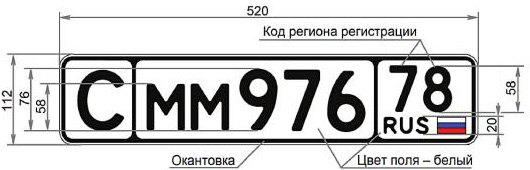 520
Код региона регистрации
112
76
58
С ММ 976 78
RUS
58
20
Окантовка
Цвет поля – белый